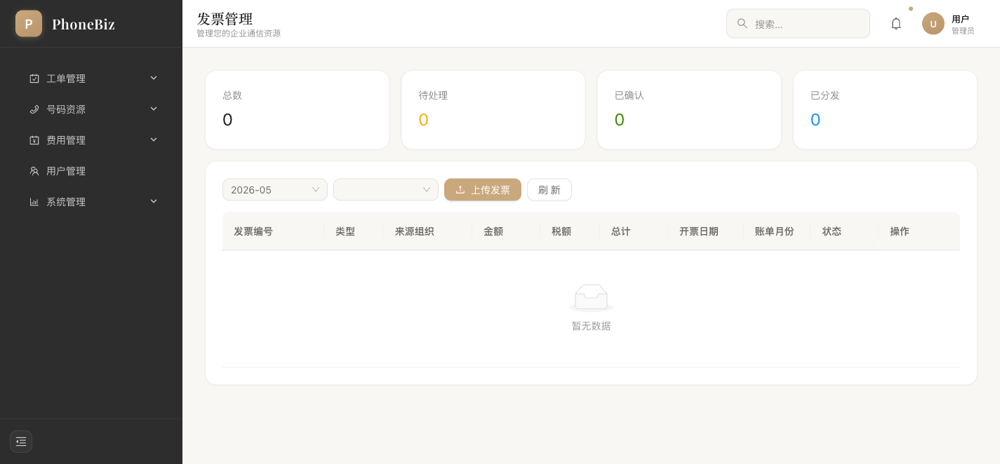 P PhoneBiz
工单管理
号码资源
费用管理
用户管理
系统管理
发票管理
管理您的企业通信资源
搜索...
U
用户
管理员
总数
0
待处理
0
已确认
0
已分发
0
2026-05
上传发票
刷 新
发票编号 类型 来源组织 金额 税额 总计 开票日期 账单月份 状态 操作
暂无数据